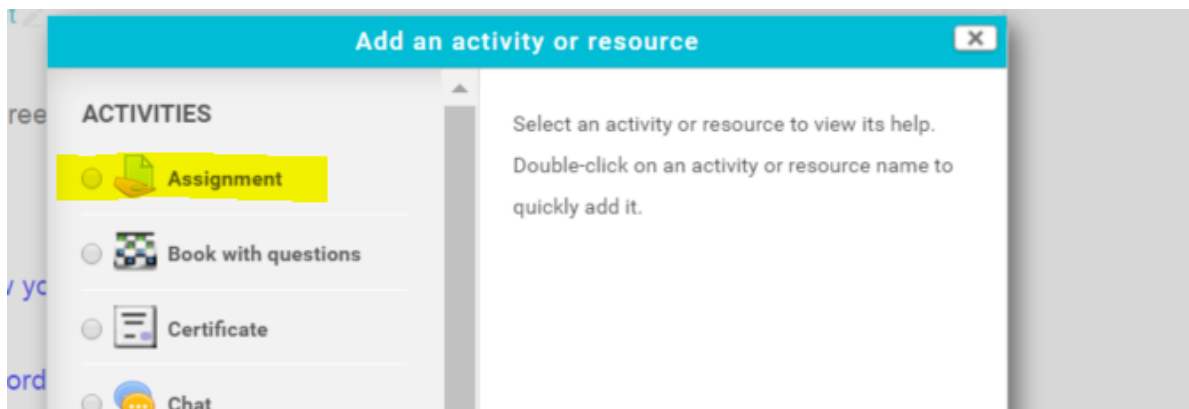 Add an activity or resource
ree
ACTIVITIES
Select an activity or resource to view its help.
Double-click on an activity or resource name to
quickly add it.
Assignment
Book with questions
Certificate
Chat